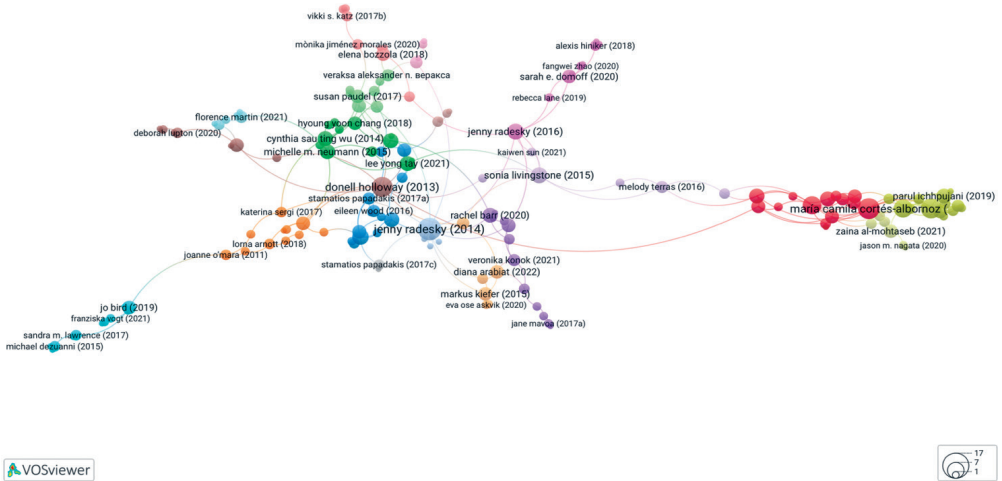 vikki s. katz (2017b)
mònika jiménez morales (2020)
elena bozzola (2018)
alexis hiniker (2018)
fangwei zhao (2020)
sarah e. domoff (2020)
veraksa aleksander n. веракса
susan paudel (2017)
rebecca lane (2019)
florence martin (2021)
hyoung yoon chang (2018)
deborah lupton (2020)
jenny radesky (2016)
cynthia sau ting wu (2014)
michelle m. neumann (2015)
kaiwen sun (2021)
lee yong tay (2021)
sonia livingstone (2015)
donell holloway (2013)
melody terras (2016)
stamatios papadakis (2017a)
parul ichhpujani (2019)
katerina sergi (2017)
eileen wood (2016)
rachel barr (2020)
maria camila cortés-albornoz (
jenny radesky (2014)
zaina al-mohtaseb (2021)
lorna arnott (2018)
jason m. nagata (2020)
joanne o'mara (2011)
stamatios papadakis (2017c)
veronika konok (2021)
diana arabiat (2022)
markus kiefer (2015)
eva ose askvik (2020)
jo bird (2019)
franziska vogt (2021)
jane mavoa (2017a)
sandra m. lawrence (2017)
michael dezuanni (2015)
VOSviewer
17
7
1